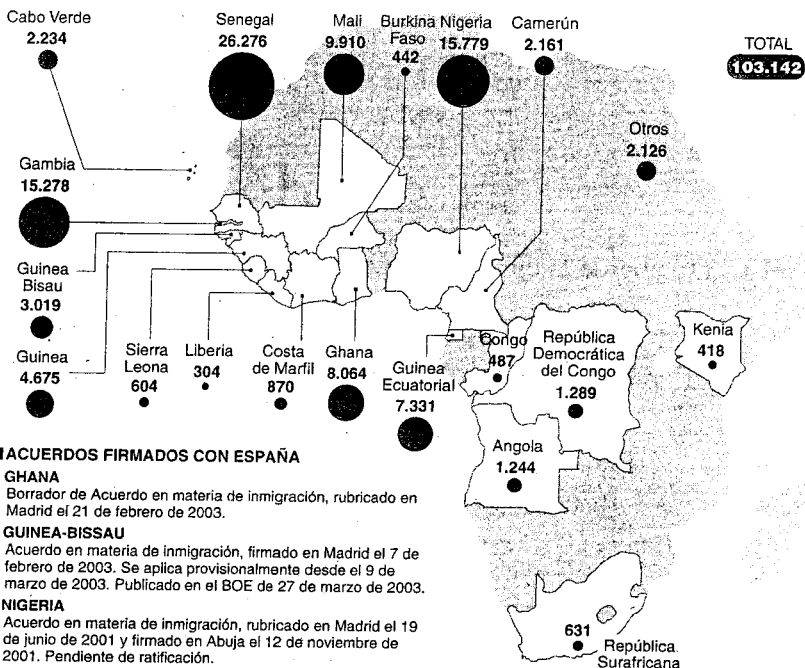 Cabo Verde
2.234
Senegal
26.276
Mali
9.910
Burkina
Faso
442
Nigeria
15.779
Camerún
2.161
TOTAL
103.142
Otros
2.126
Gambia
15.278
Guinea
Bisau
3.019
Guinea
4.675
Sierra
Leona
604
Liberia
304
Costa
de Marfil
870
Ghana
8.064
Guinea
Ecuatorial
7.331
Congo
487
República
Democrática
del Congo
1.289
Kenia
418
Angola
1.244
631
República
Surafricana
ACUERDOS FIRMADOS CON ESPAÑA
GHANA
Borrador de Acuerdo en materia de inmigración, rubricado en
Madrid el 21 de febrero de 2003.
GUINEA-BISSAU
Acuerdo en materia de inmigración, firmado en Madrid el 7 de
febrero de 2003. Se aplica provisionalmente desde el 9 de
marzo de 2003. Publicado en el BOE de 27 de marzo de 2003.
NIGERIA
Acuerdo en materia de inmigración, rubricado en Madrid el 19
de junio de 2001 y firmado en Abuja el 12 de noviembre de
2001. Pendiente de ratificación.